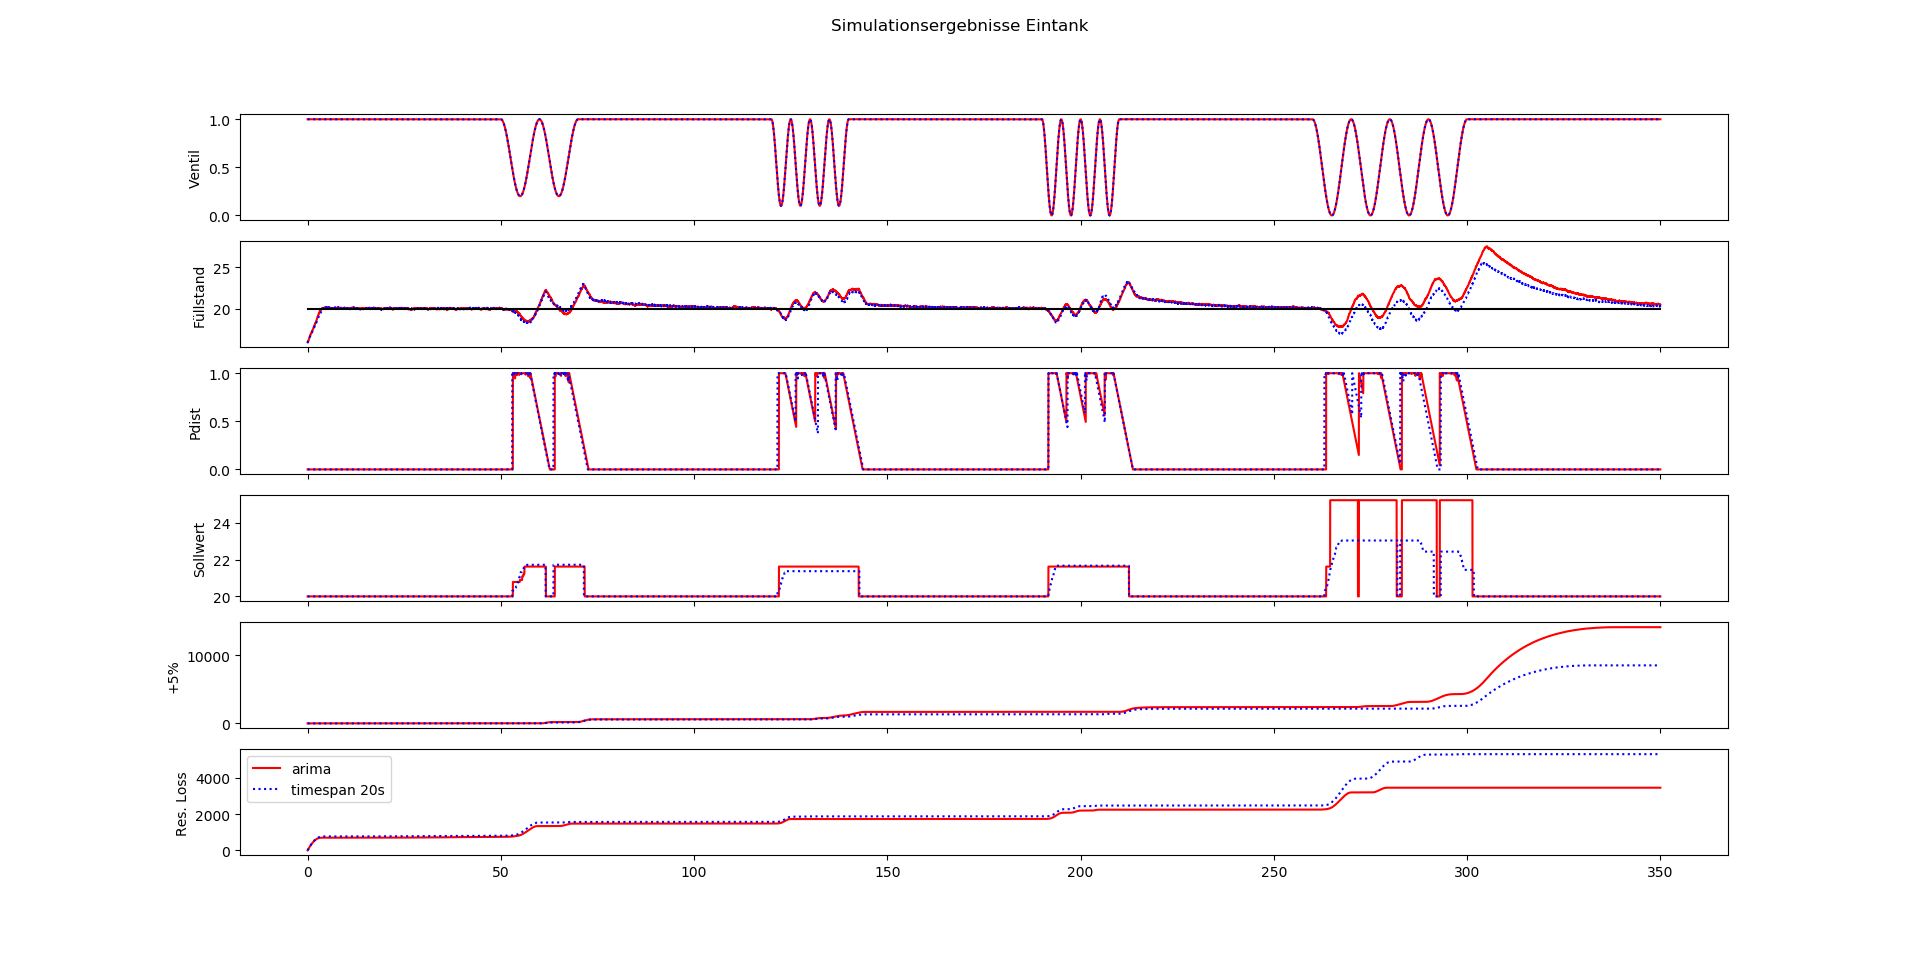 Simulationsergebnisse Eintank
1.0
0.5
0.0
Ventil
25
20
Füllstand
1.0
0.5
0.0
Pdist
24
22
20
Sollwert
10000
0
+5%
4000
2000
0
Res. Loss
arima
timespan 20s
0 50 100 150 200 250 300 350